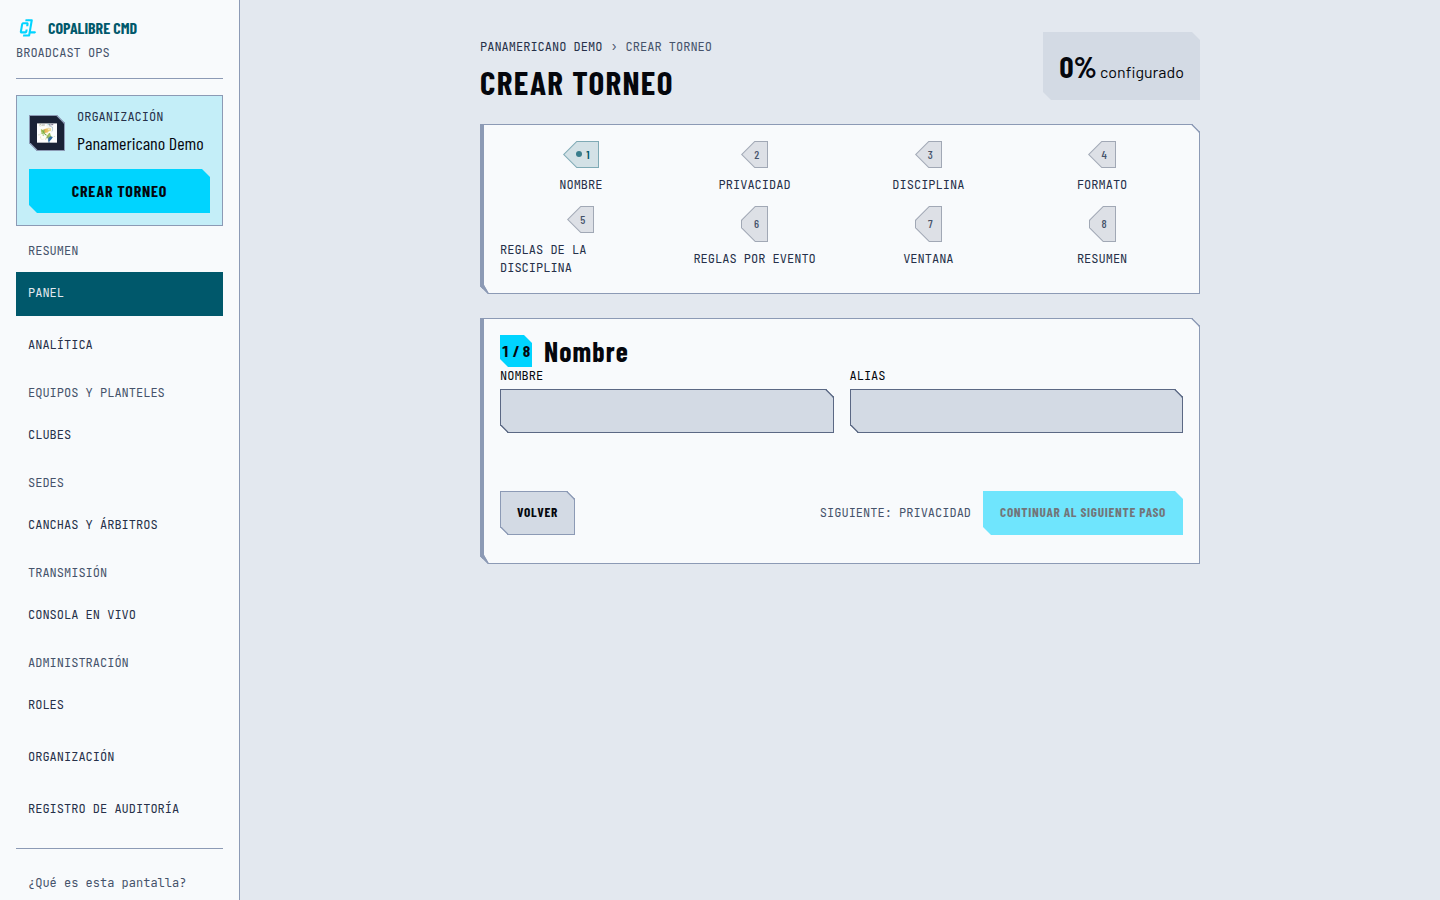 COPALIBRE CMD
BROADCAST OPS
ORGANIZACIÓN
Panamericano Demo
CREAR TORNEO
RESUMEN
PANEL
ANALÍTICA
EQUIPOS Y PLANTELES
CLUBES
SEDES
CANCHAS Y ÁRBITROS
TRANSMISIÓN
CONSOLA EN VIVO
ADMINISTRACIÓN
ROLES
ORGANIZACIÓN
REGISTRO DE AUDITORÍA
¿Qué es esta pantalla?
PANAMERICANO DEMO › CREAR TORNEO
CREAR TORNEO
0% configurado
1
NOMBRE
2
PRIVACIDAD
3
DISCIPLINA
4
FORMATO
5
REGLAS DE LA
DISCIPLINA
6
REGLAS POR EVENTO
7
VENTANA
8
RESUMEN
1 / 8 Nombre
NOMBRE
ALIAS
VOLVER
SIGUIENTE: PRIVACIDAD
CONTINUAR AL SIGUIENTE PASO